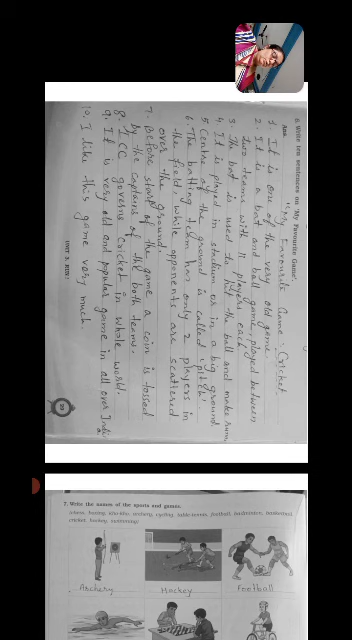 6. Write ten sentences on 'My Favourite Game'.
Ans
"My Favourite Game : Cricket
1. It is one of the very old game.
2. It is a bat and ball game, played between
two teams with 11 players each.
3. The bat is used to hit the ball and make runs.
4. It is played in stadium or in a big ground.
5. Centre of the ground is called 'pitch'.
6. The batting team has only 2 players in
the field, while opponents are scattered
over the ground.
7. Before start of the game a coin is tossed
by the captains of the both teams.
8. ICC governs cricket in whole world.
9. It is very old and popular game in all over India
10. I like this game very much.
7. Write the names of the sports and games.
cricket, hockey, swimming.
Archery
Hockey
Football